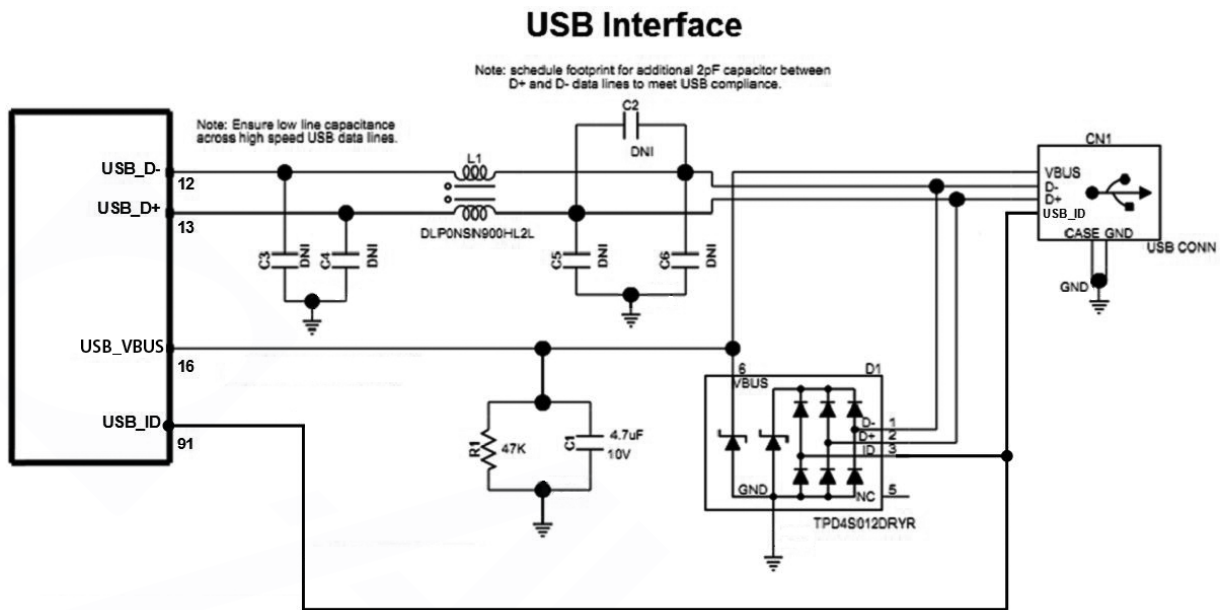 USB Interface
Note: schedule footprint for additional 2pF capacitor between
D+ and D- data lines to meet USB compliance.
C2
DNI
Note: Ensure low line capacitance
across high speed USB data lines.
L1
CN1
USB_D-
12
USB_D+
13
DLP0NSN900HL2L
VBUS
D-
D+
USB_ID
CASE GND
USB CONN
GND
C3
DNI
C4
DNI
C5
DNI
C6
DNI
USB_VBUS
16
USB_ID
91
R1
47K
C1
4.7uF
10V
6
D1
VBUS
D- 1
D+ 2
ID 3
GND
NC 5
TPD4S012DRYR